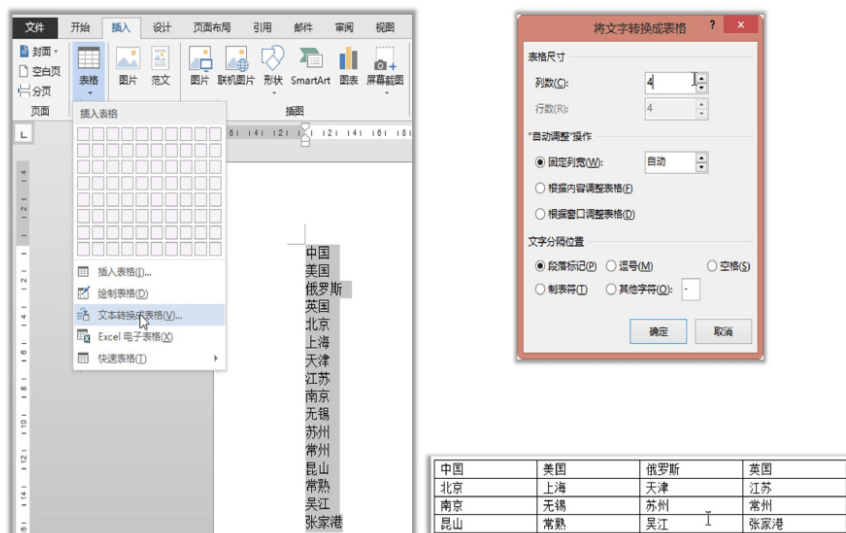 文件 开始 插入 设计 页面布局 引用 邮件 审阅 视图
封面
空白页
分页
表格 图片 范文 图片 联机图片 形状 SmartArt 图表 屏幕截图
页面 插图
插入表格
插入表格(I)...
绘制表格(D)
文本转换成表格(V)...
Excel 电子表格(X)
快速表格(T)
中国
美国
俄罗斯
英国
北京
上海
天津
江苏
南京
无锡
苏州
常州
昆山
常熟
吴江
张家港
将文字转换成表格 ?
表格尺寸
列数(C): 4
行数(R): 4
"自动调整"操作
固定列宽(W): 自动
根据内容调整表格(F)
根据窗口调整表格(D)
文字分隔位置
段落标记(P) 逗号(M) 空格(S)
制表符(T) 其他字符(O): -
确定 取消
中国 美国 俄罗斯 英国
北京 上海 天津 江苏
南京 无锡 苏州 常州
昆山 常熟 吴江 张家港